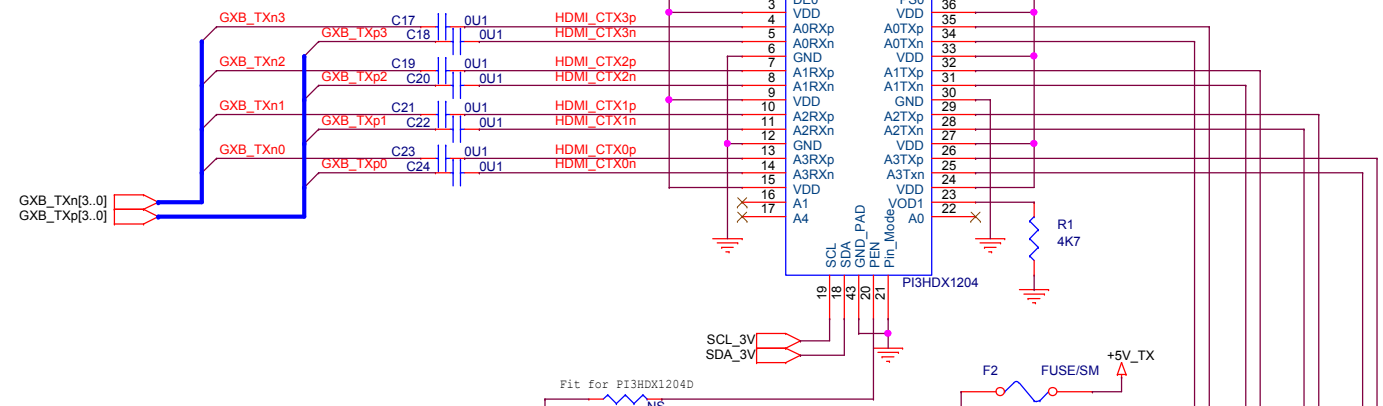 GXB_TXn3 C17 0U1 HDMI_CTX3p
GXB_TXp3 C18 0U1 HDMI_CTX3n
GXB_TXn2 C19 0U1 HDMI_CTX2p
GXB_TXp2 C20 0U1 HDMI_CTX2n
GXB_TXn1 C21 0U1 HDMI_CTX1p
GXB_TXp1 C22 0U1 HDMI_CTX1n
GXB_TXn0 C23 0U1 HDMI_CTX0p
GXB_TXp0 C24 0U1 HDMI_CTX0n
GXB_TXn[3..0]
GXB_TXp[3..0]
3 VDD
4 A0RXp
5 A0RXn
6 GND
7 A1RXp
8 A1RXn
9 VDD
10 A2RXp
11 A2RXn
12 GND
13 A3RXp
14 A3RXn
15 VDD
16 A1
17 A4
36 VDD
35 A0TXp
34 A0TXn
33 VDD
32 A1TXp
31 A1TXn
30 GND
29 A2TXp
28 A2TXn
27 VDD
26 A3TXp
25 A3Txn
24 VDD
23 VOD1
22 A0
SCL
SDA
GND_PAD
PEN
Pin_Mode
19
18
43
20
21
PI3HDX1204
R1
4K7
SCL_3V
SDA_3V
Fit for PI3HDX1204D
NS
F2 FUSE/SM
+5V_TX